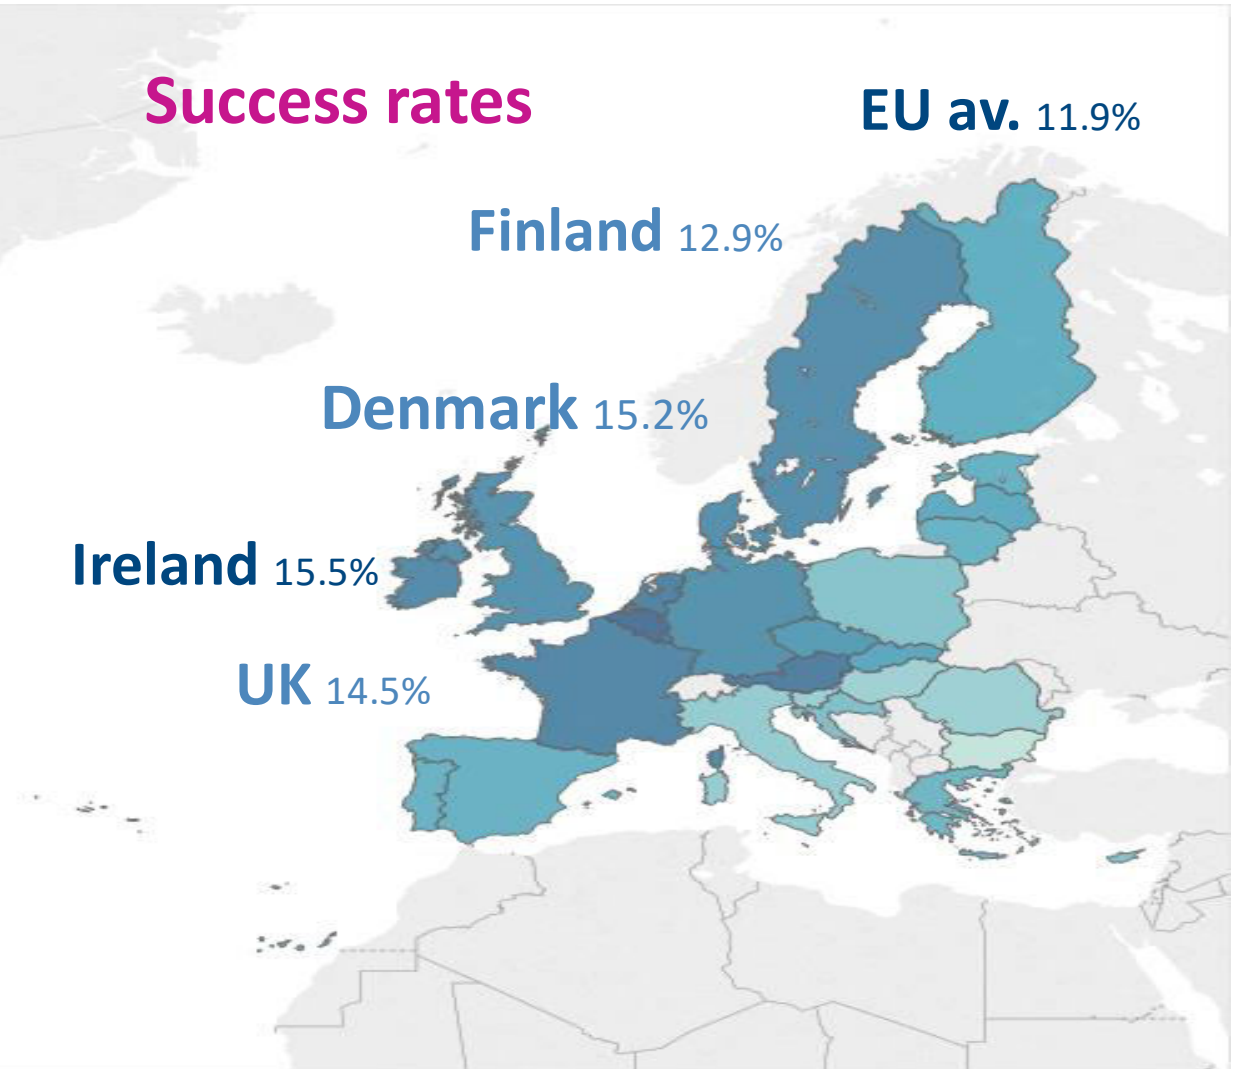 Success rates
EU av. 11.9%
Finland 12.9%
Denmark 15.2%
Ireland 15.5%
UK 14.5%